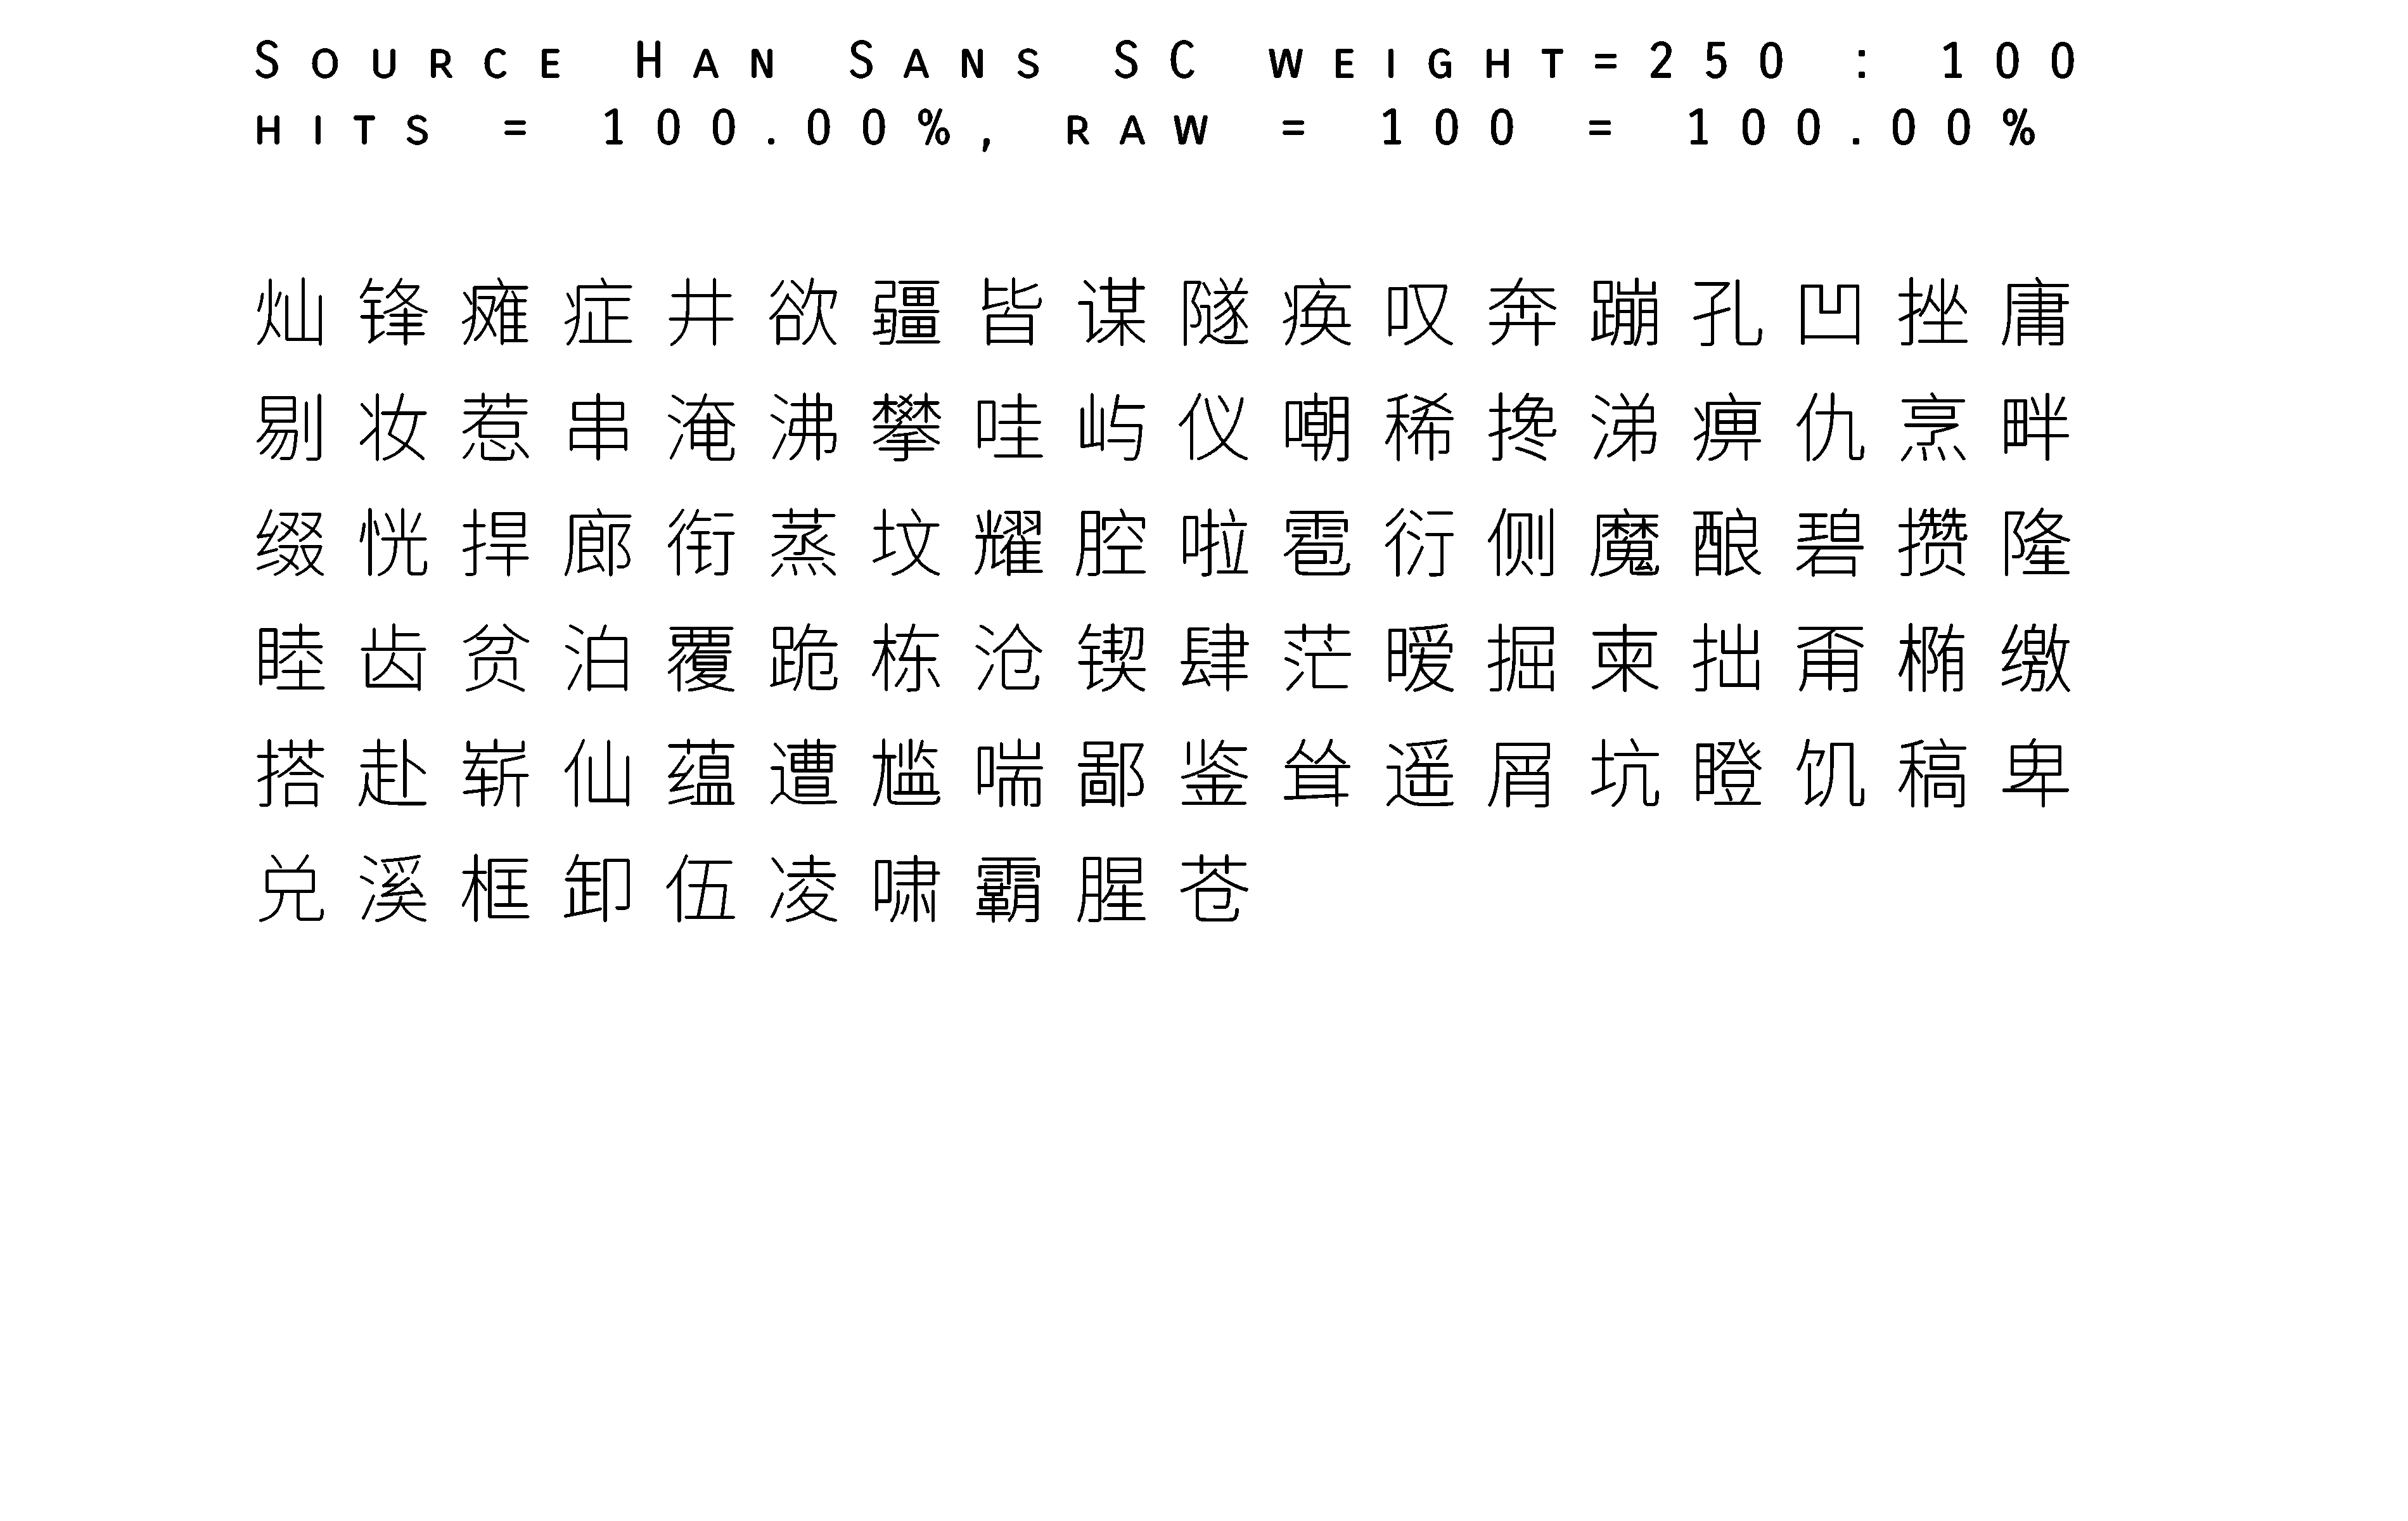 Source Han Sans SC weight=250 : 100
hits = 100.00%, raw = 100 = 100.00%
灿锋瘫症井欲疆皆谋隧痪叹奔蹦孔凹挫庸
剔妆惹串淹沸攀哇屿仪嘲稀搀涕痹仇烹畔
缀恍捍廊衔蒸坟耀腔啦雹衍侧魔酿碧攒隆
睦齿贫泊覆跪栋沧锲肆茫暧掘柬拙甭椭缴
搭赴崭仙蕴遭尴喘鄙鉴耸遥屑坑瞪饥稿卑
兑溪框卸伍凌啸霸腥苍